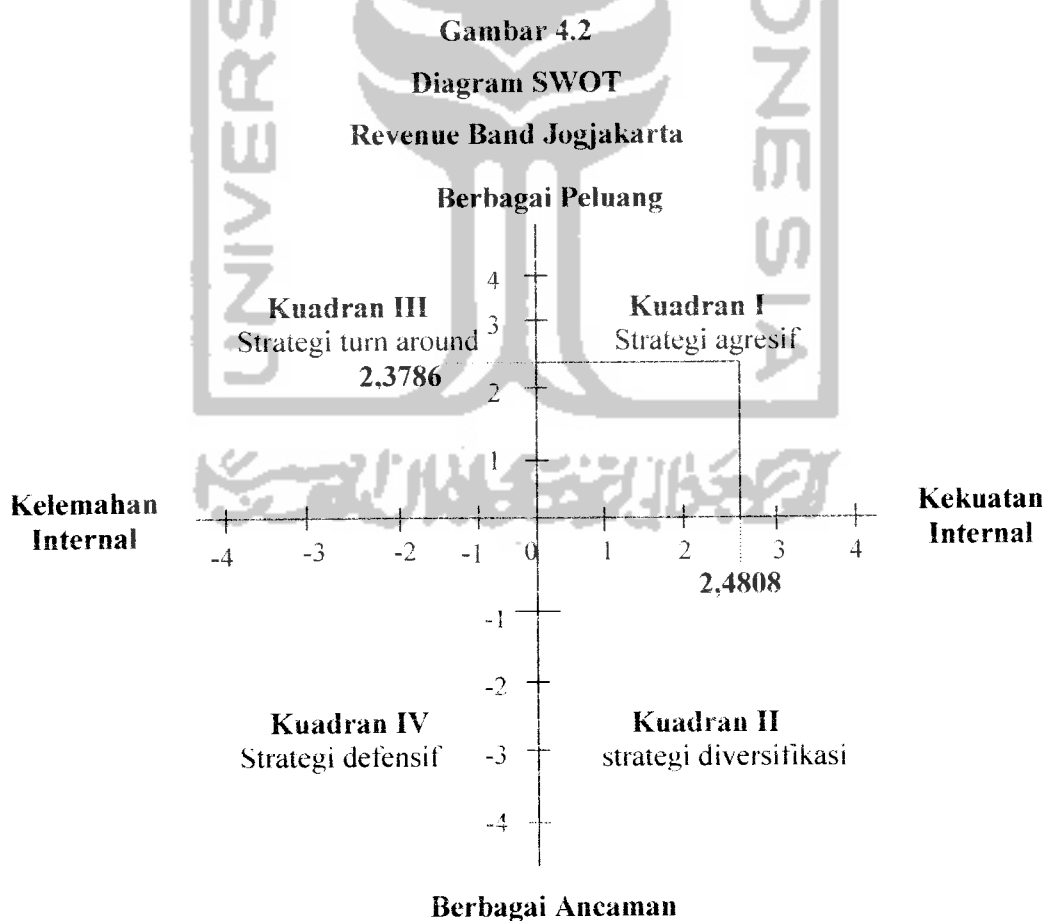 Gambar 4.2
Diagram SWOT
Revenue Band Jogjakarta
Berbagai Peluang
4
Kuadran III
Kuadran I
3
Strategi turn around
Strategi agresif
2,3786
2
1
Kelemahan
Internal
Kekuatan
Internal
-4 -3 -2 -1 0 1 2 3 4
2,4808
-1
-2
Kuadran IV
Strategi defensif
Kuadran II
strategi diversifikasi
-3
-4
Berbagai Ancaman